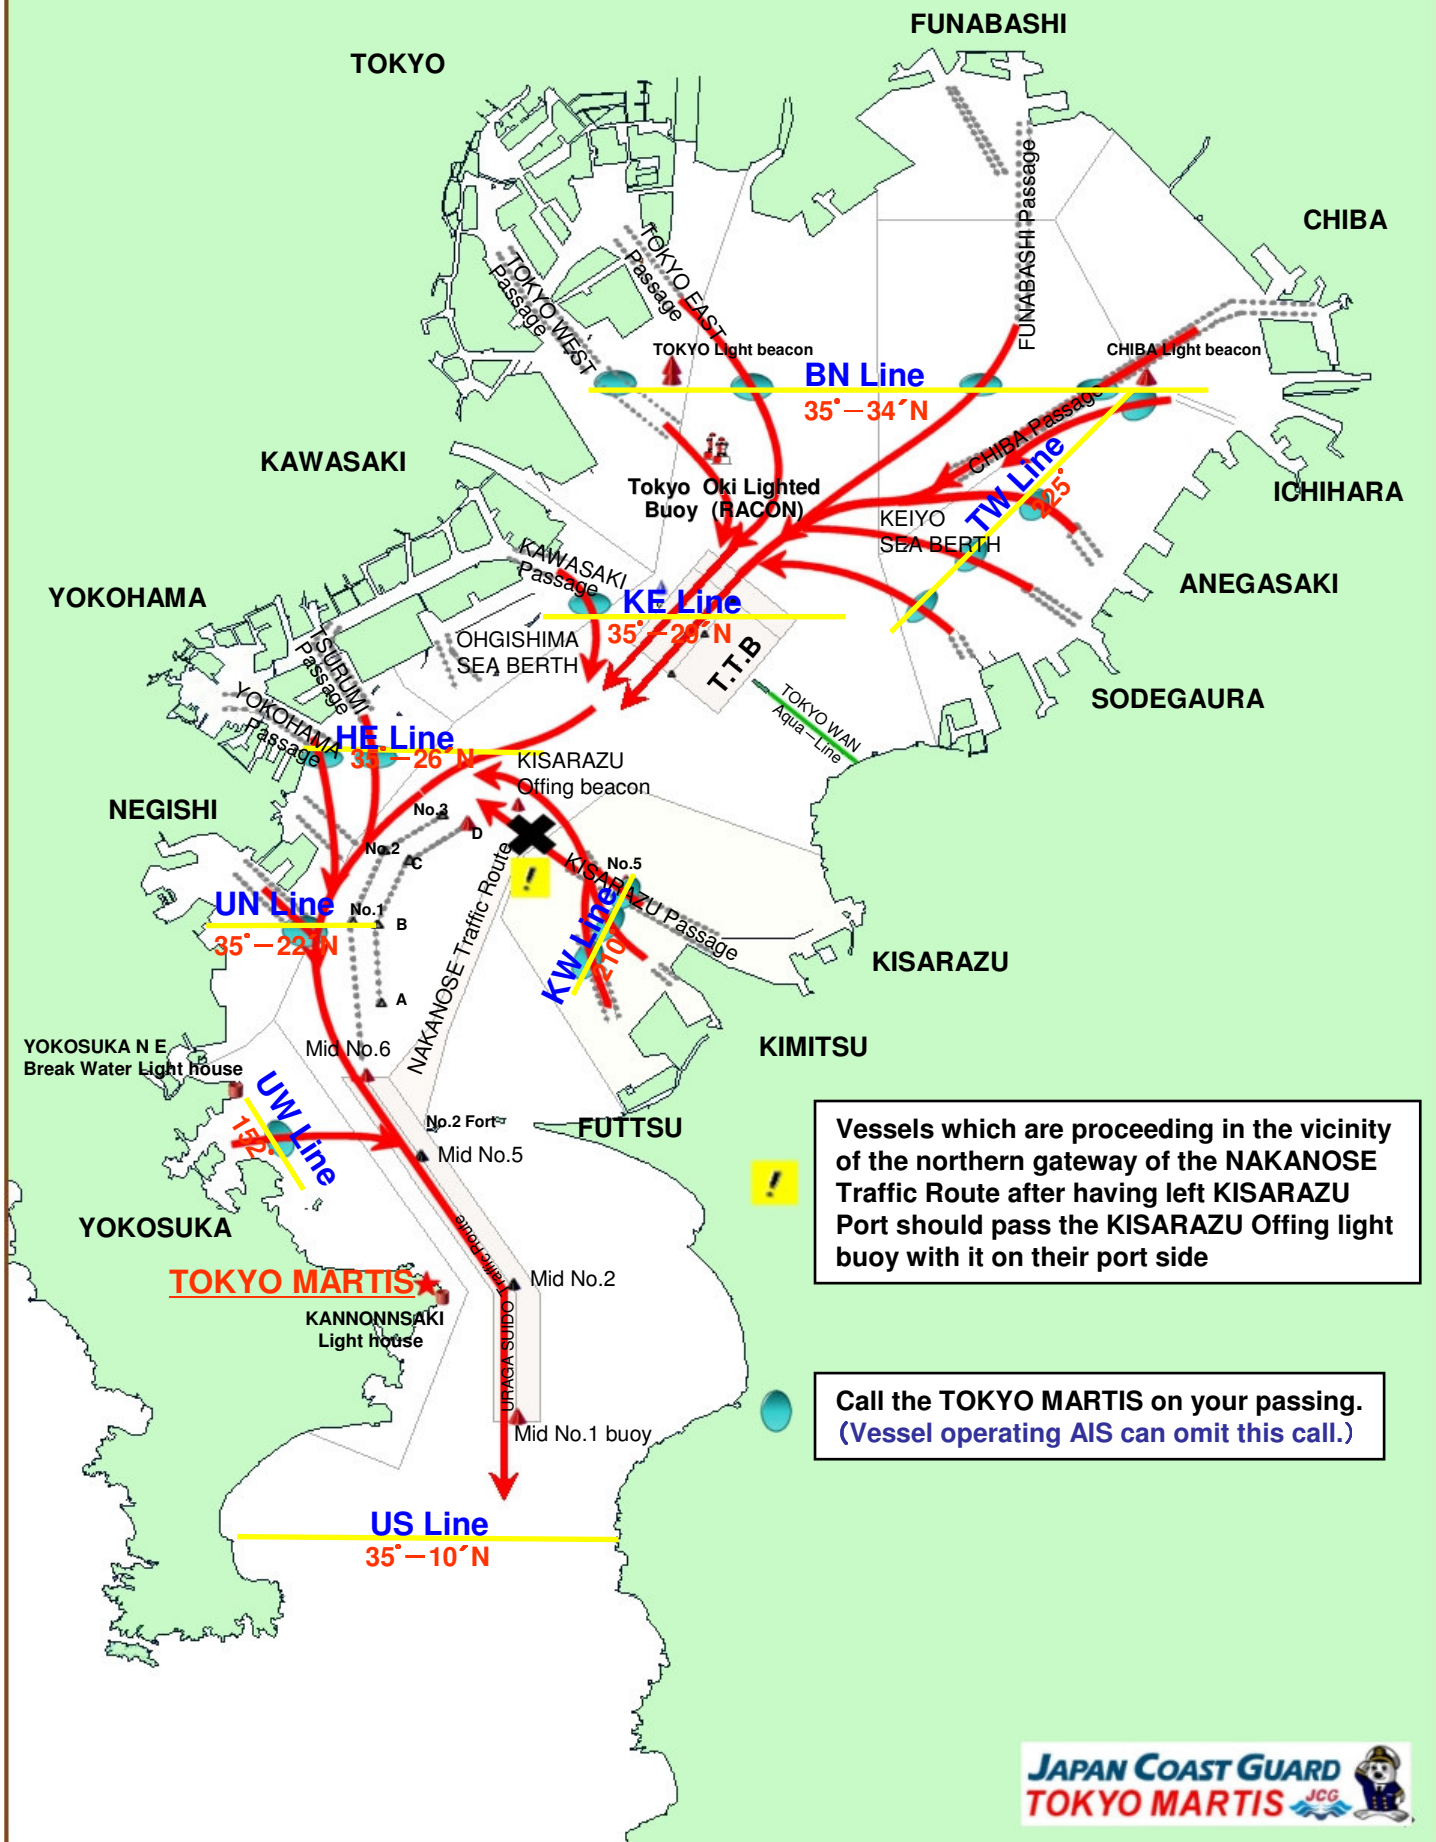 FUNABASHI
TOKYO
CHIBA
FUNABASHI Passage
TOKYO EAST
Passage
TOKYO WEST
Passage
TOKYO Light beacon
CHIBA Light beacon
BN Line
35°－34´N
CHIBA Passage
KAWASAKI
TW Line
225°
ICHIHARA
Tokyo Oki Lighted
Buoy (RACON)
KEIYO
SEA BERTH
KAWASAKI
Passage
ANEGASAKI
YOKOHAMA
KE Line
35°－29´N
OHGISHIMA
SEA BERTH
T.T.B
TSURUMI
Passage
SODEGAURA
YOKOHAMA
Passage
TOKYO WAN
Aqua－Line
HE Line
35°－26´N
KISARAZU
Offing beacon
NEGISHI
No.3
D
No.2
C
!
KISARAZU Passage
No.5
NAKANOSE Traffic Route
UN Line
35°－22´N
No.1
B
KW Line
210°
KISARAZU
A
YOKOSUKA N E
Break Water Light house
Mid No.6
KIMITSU
UW Line
152°
No.2 Fort
FUTTSU
Mid No.5
!
Vessels which are proceeding in the vicinity
of the northern gateway of the NAKANOSE
Traffic Route after having left KISARAZU
Port should pass the KISARAZU Offing light
buoy with it on their port side
YOKOSUKA
URAGA SUIDO Traffic Route
TOKYO MARTIS★
Mid No.2
KANNONNSAKI
Light house
Mid No.1 buoy
Call the TOKYO MARTIS on your passing.
(Vessel operating AIS can omit this call.)
US Line
35°－10´N
JAPAN COAST GUARD
TOKYO MARTIS JCG